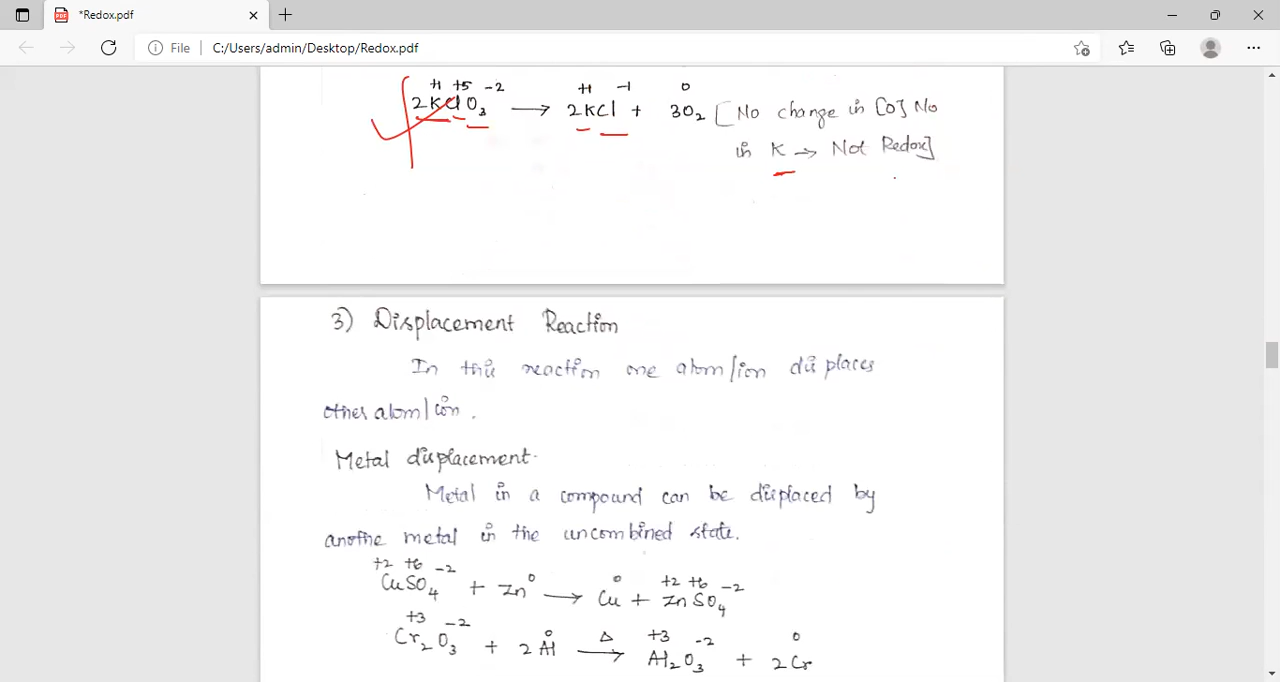 *Redox.pdf
File C:/Users/admin/Desktop/Redox.pdf
+1 +5 -2 +1 -1 0
2KClO3 → 2KCl + 3O2 [No change in [O] No
in K → Not Redox]
3) Displacement Reaction
In this reaction one atom/ion displaces
other atom/ion.
Metal displacement.
Metal in a compound can be displaced by
anothe metal in the uncombined state.
+2 +6 -2 0 0 +2 +6 -2
CuSO4 + Zn → Cu + ZnSO4
+3 -2 0 Δ +3 -2 0
Cr2O3 + 2Al → Al2O3 + 2Cr